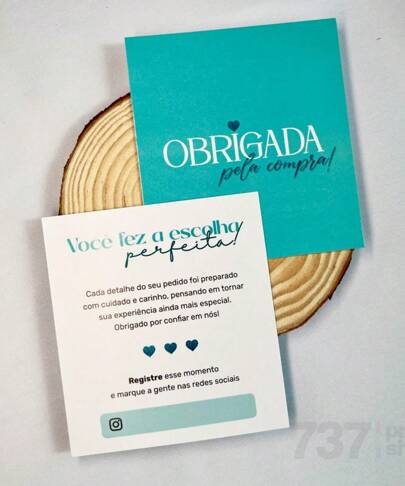 OBRIGADA
pela compra!
Você fez a escolha
perfeita!
Cada detalhe do seu pedido foi preparado
com cuidado e carinho, pensando em tornar
sua experiência ainda mais especial.
Obrigado por confiar em nós!
Registre esse momento
e marque a gente nas redes sociais
737